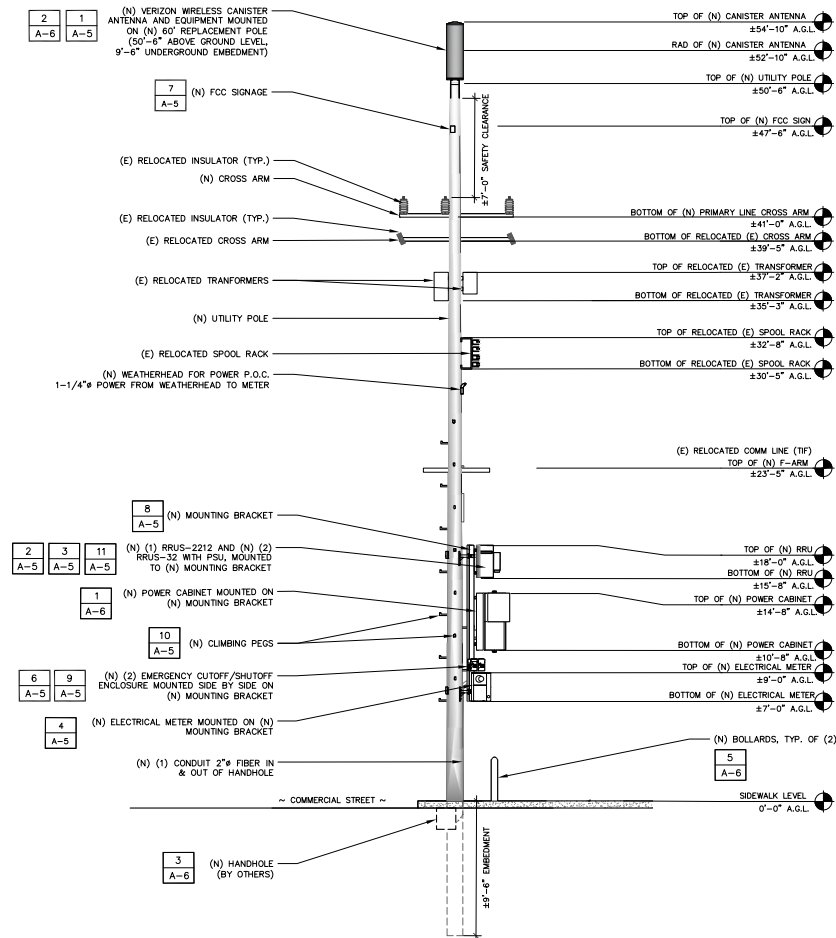 2
A-6
1
A-5
(N) VERIZON WIRELESS CANISTER
ANTENNA AND EQUIPMENT MOUNTED
ON (N) 60' REPLACEMENT POLE
(50'-6" ABOVE GROUND LEVEL,
9'-6" UNDERGROUND EMBEDMENT)
TOP OF (N) CANISTER ANTENNA
±54'-10" A.G.L.
RAD OF (N) CANISTER ANTENNA
±52'-10" A.G.L.
TOP OF (N) UTILITY POLE
±50'-6" A.G.L.
7
A-5
(N) FCC SIGNAGE
±7'-0" SAFETY CLEARANCE
TOP OF (N) FCC SIGN
±47'-6" A.G.L.
(E) RELOCATED INSULATOR (TYP.)
(N) CROSS ARM
(E) RELOCATED INSULATOR (TYP.)
(E) RELOCATED CROSS ARM
BOTTOM OF (N) PRIMARY LINE CROSS ARM
±41'-0" A.G.L.
BOTTOM OF RELOCATED (E) CROSS ARM
±39'-5" A.G.L.
(E) RELOCATED TRANFORMERS
TOP OF RELOCATED (E) TRANSFORMER
±37'-2" A.G.L.
BOTTOM OF RELOCATED (E) TRANSFORMER
±35'-3" A.G.L.
(N) UTILITY POLE
TOP OF RELOCATED (E) SPOOL RACK
±32'-8" A.G.L.
(E) RELOCATED SPOOL RACK
BOTTOM OF RELOCATED (E) SPOOL RACK
±30'-5" A.G.L.
(N) WEATHERHEAD FOR POWER P.O.C.
1-1/4"ø POWER FROM WEATHERHEAD TO METER
(E) RELOCATED COMM LINE (TIF)
TOP OF (N) F-ARM
±23'-5" A.G.L.
8
A-5
(N) MOUNTING BRACKET
2
A-5
3
A-5
11
A-5
(N) (1) RRUS-2212 AND (N) (2)
RRUS-32 WITH PSU, MOUNTED
TO (N) MOUNTING BRACKET
TOP OF (N) RRU
±18'-0" A.G.L.
BOTTOM OF (N) RRU
±15'-8" A.G.L.
1
A-6
(N) POWER CABINET MOUNTED ON
(N) MOUNTING BRACKET
TOP OF (N) POWER CABINET
±14'-8" A.G.L.
10
A-5
(N) CLIMBING PEGS
BOTTOM OF (N) POWER CABINET
±10'-8" A.G.L.
6
A-5
9
A-5
(N) (2) EMERGENCY CUTOFF/SHUTOFF
ENCLOSURE MOUNTED SIDE BY SIDE ON
(N) MOUNTING BRACKET
TOP OF (N) ELECTRICAL METER
±9'-0" A.G.L.
BOTTOM OF (N) ELECTRICAL METER
±7'-0" A.G.L.
4
A-5
(N) ELECTRICAL METER MOUNTED ON (N)
MOUNTING BRACKET
(N) BOLLARDS, TYP. OF (2)
5
A-6
(N) (1) CONDUIT 2"ø FIBER IN
& OUT OF HANDHOLE
~ COMMERCIAL STREET ~
SIDEWALK LEVEL
0'-0" A.G.L.
3
A-6
(N) HANDHOLE
(BY OTHERS)
±9'-6" EMBEDMENT